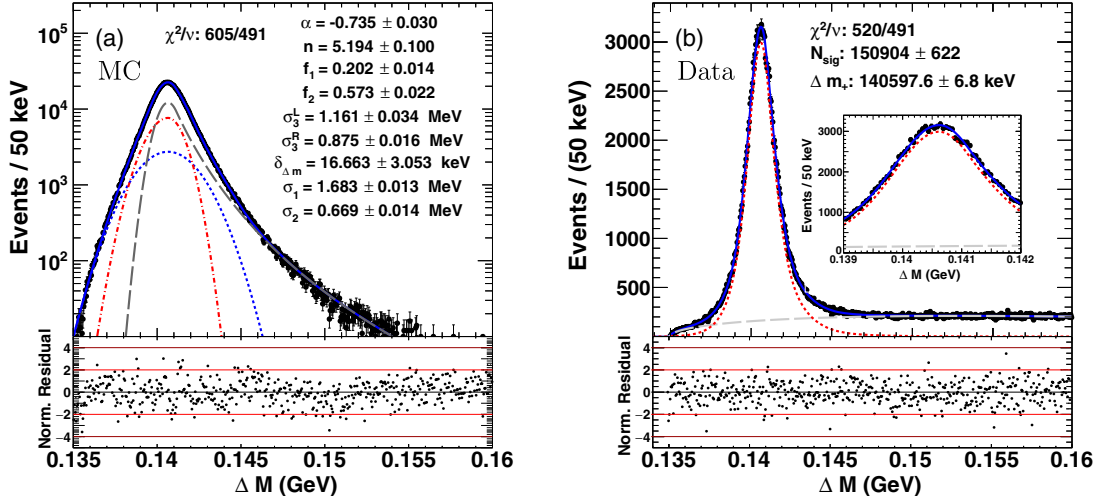 (a)
MC
χ²/ν: 605/491
α = -0.735 ± 0.030
n = 5.194 ± 0.100
f₁ = 0.202 ± 0.014
f₂ = 0.573 ± 0.022
σ₃ᴸ = 1.161 ± 0.034 MeV
σ₃ᴿ = 0.875 ± 0.016 MeV
δ_Δm = 16.663 ± 3.053 keV
σ₁ = 1.683 ± 0.013 MeV
σ₂ = 0.669 ± 0.014 MeV
Events / 50 keV
10⁵
10⁴
10³
10²
Norm. Residual
4
2
0
−2
−4
0.135 0.14 0.145 0.15 0.155 0.16
Δ M (GeV)
(b)
Data
χ²/ν: 520/491
N_sig: 150904 ± 622
Δ m₊: 140597.6 ± 6.8 keV
Events / (50 keV)
3000
2500
2000
1500
1000
500
Events / 50 keV
3000
2000
1000
0
0.139 0.14 0.141 0.142
Δ M (GeV)
Norm. Residual
4
2
0
−2
−4
0.135 0.14 0.145 0.15 0.155 0.16
Δ M (GeV)